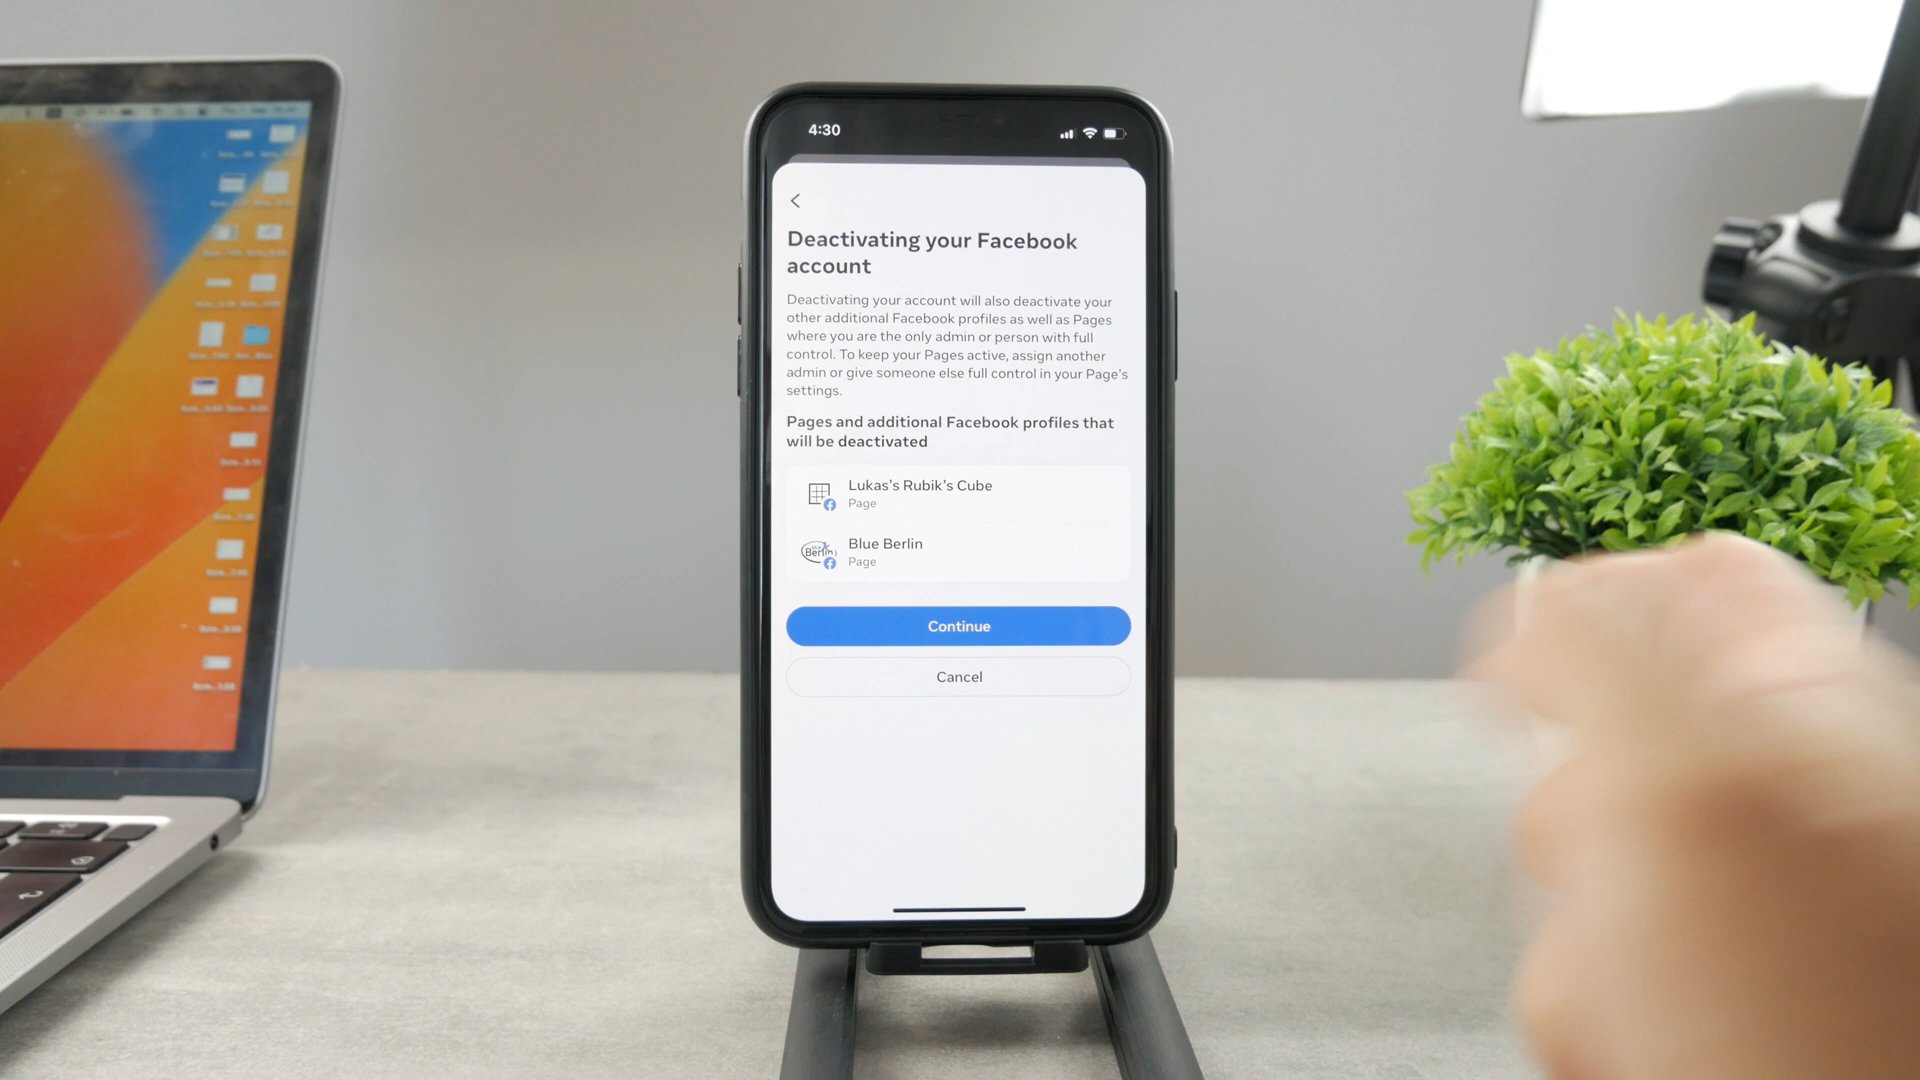 4:30
Deactivating your Facebook
account
Deactivating your account will also deactivate your
other additional Facebook profiles as well as Pages
where you are the only admin or person with full
control. To keep your Pages active, assign another
admin or give someone else full control in your Page's
settings.
Pages and additional Facebook profiles that
will be deactivated
Lukas's Rubik's Cube
Page
Berlin
Blue Berlin
Page
Continue
Cancel